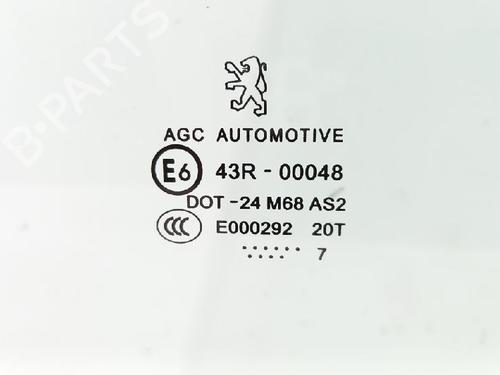 B-PARTS
AGC AUTOMOTIVE
E6 43R - 00048
DOT -24 M68 AS2
CCC E000292 20T
7